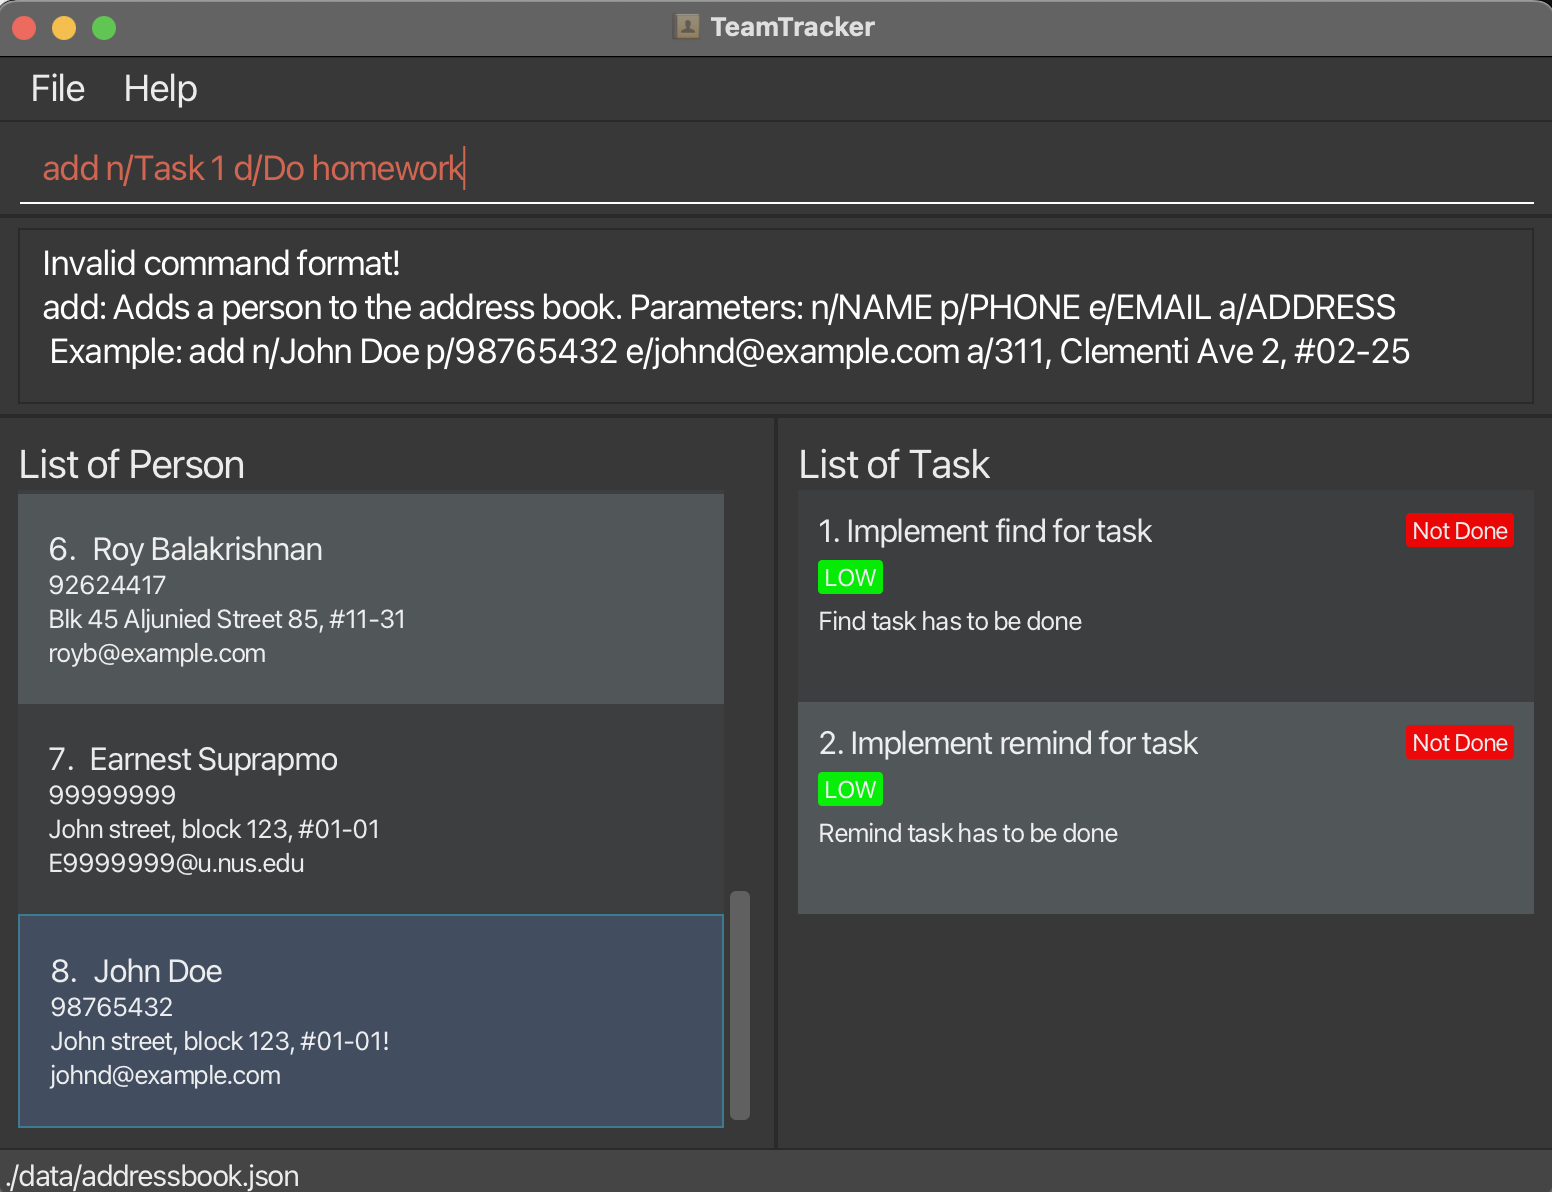 TeamTracker
File Help
add n/Task 1 d/Do homework
Invalid command format!
add: Adds a person to the address book. Parameters: n/NAME p/PHONE e/EMAIL a/ADDRESS
Example: add n/John Doe p/98765432 e/johnd@example.com a/311, Clementi Ave 2, #02-25
List of Person
6. Roy Balakrishnan
92624417
Blk 45 Aljunied Street 85, #11-31
royb@example.com
7. Earnest Suprapmo
99999999
John street, block 123, #01-01
E9999999@u.nus.edu
8. John Doe
98765432
John street, block 123, #01-01!
johnd@example.com
List of Task
1. Implement find for task Not Done
LOW
Find task has to be done
2. Implement remind for task Not Done
LOW
Remind task has to be done
./data/addressbook.json